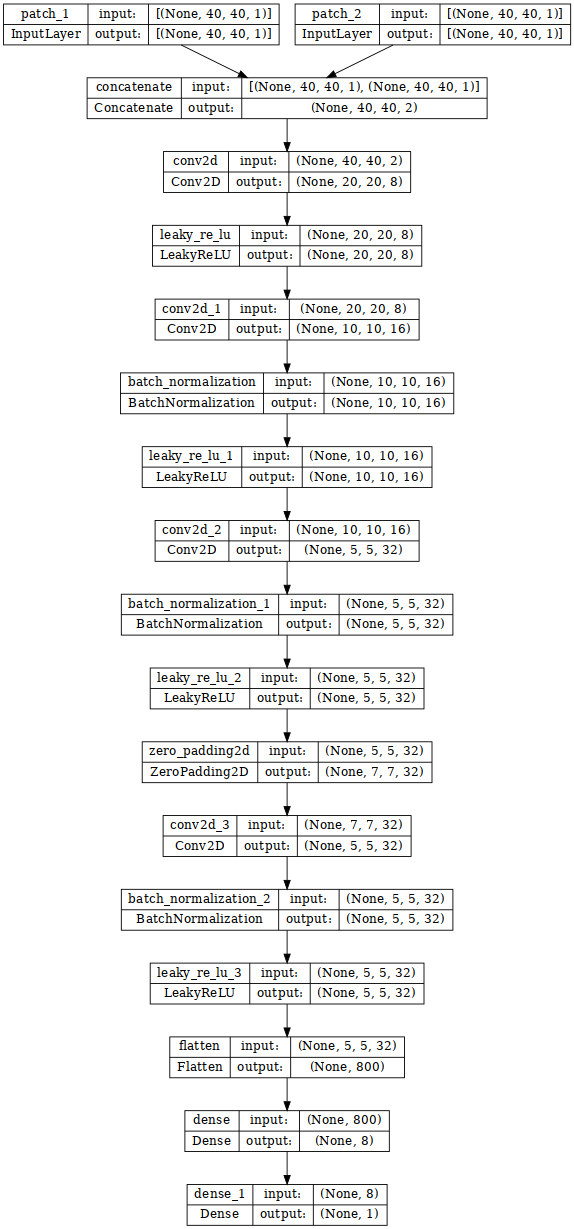 patch_1 input: [(None, 40, 40, 1)] patch_2 input: [(None, 40, 40, 1)]
InputLayer output: [(None, 40, 40, 1)] InputLayer output: [(None, 40, 40, 1)]
concatenate input: [(None, 40, 40, 1), (None, 40, 40, 1)]
Concatenate output: (None, 40, 40, 2)
conv2d input: (None, 40, 40, 2)
Conv2D output: (None, 20, 20, 8)
leaky_re_lu input: (None, 20, 20, 8)
LeakyReLU output: (None, 20, 20, 8)
conv2d_1 input: (None, 20, 20, 8)
Conv2D output: (None, 10, 10, 16)
batch_normalization input: (None, 10, 10, 16)
BatchNormalization output: (None, 10, 10, 16)
leaky_re_lu_1 input: (None, 10, 10, 16)
LeakyReLU output: (None, 10, 10, 16)
conv2d_2 input: (None, 10, 10, 16)
Conv2D output: (None, 5, 5, 32)
batch_normalization_1 input: (None, 5, 5, 32)
BatchNormalization output: (None, 5, 5, 32)
leaky_re_lu_2 input: (None, 5, 5, 32)
LeakyReLU output: (None, 5, 5, 32)
zero_padding2d input: (None, 5, 5, 32)
ZeroPadding2D output: (None, 7, 7, 32)
conv2d_3 input: (None, 7, 7, 32)
Conv2D output: (None, 5, 5, 32)
batch_normalization_2 input: (None, 5, 5, 32)
BatchNormalization output: (None, 5, 5, 32)
leaky_re_lu_3 input: (None, 5, 5, 32)
LeakyReLU output: (None, 5, 5, 32)
flatten input: (None, 5, 5, 32)
Flatten output: (None, 800)
dense input: (None, 800)
Dense output: (None, 8)
dense_1 input: (None, 8)
Dense output: (None, 1)